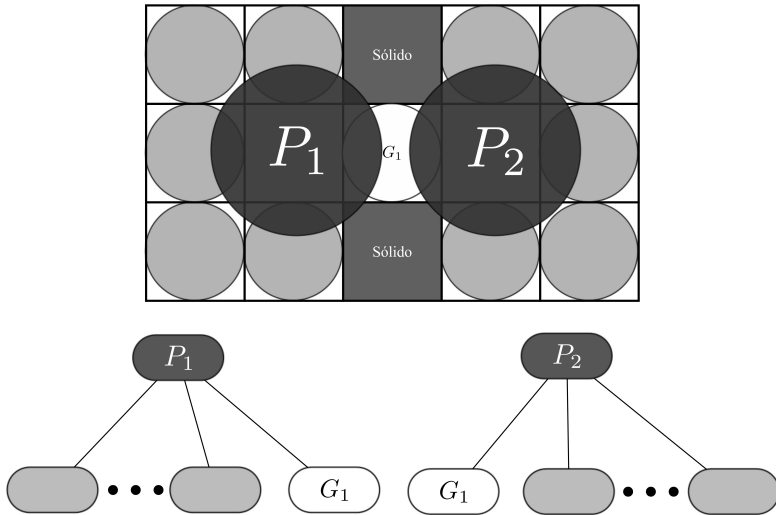 Sólido
P₁ G₁ P₂
Sólido
P₁ P₂
G₁ G₁